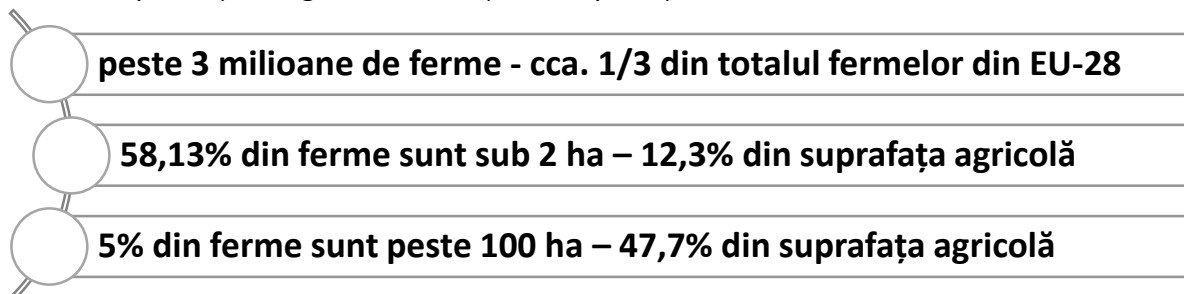 peste 3 milioane de ferme - cca. 1/3 din totalul fermelor din EU-28
58,13% din ferme sunt sub 2 ha – 12,3% din suprafața agricolă
5% din ferme sunt peste 100 ha – 47,7% din suprafața agricolă